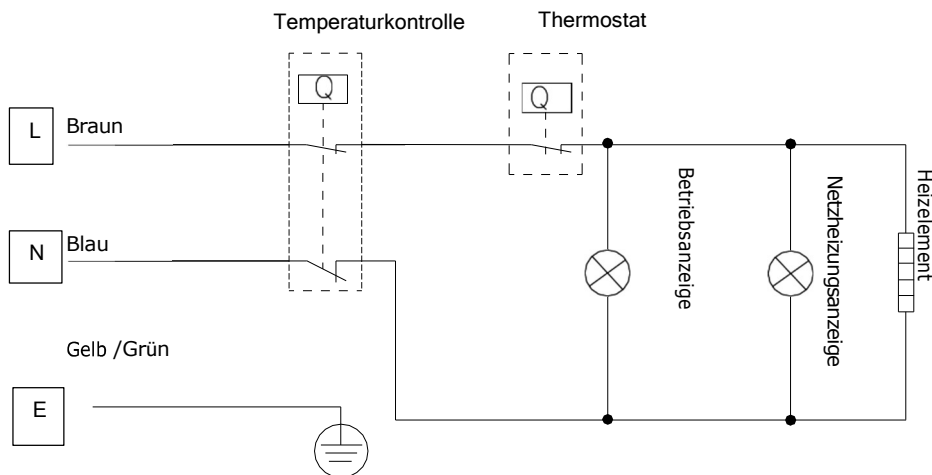 Temperaturkontrolle
Thermostat
Q
Q
L
Braun
N
Blau
Gelb /Grün
E
Betriebsanzeige
Netzheizungsanzeige
Heizelement